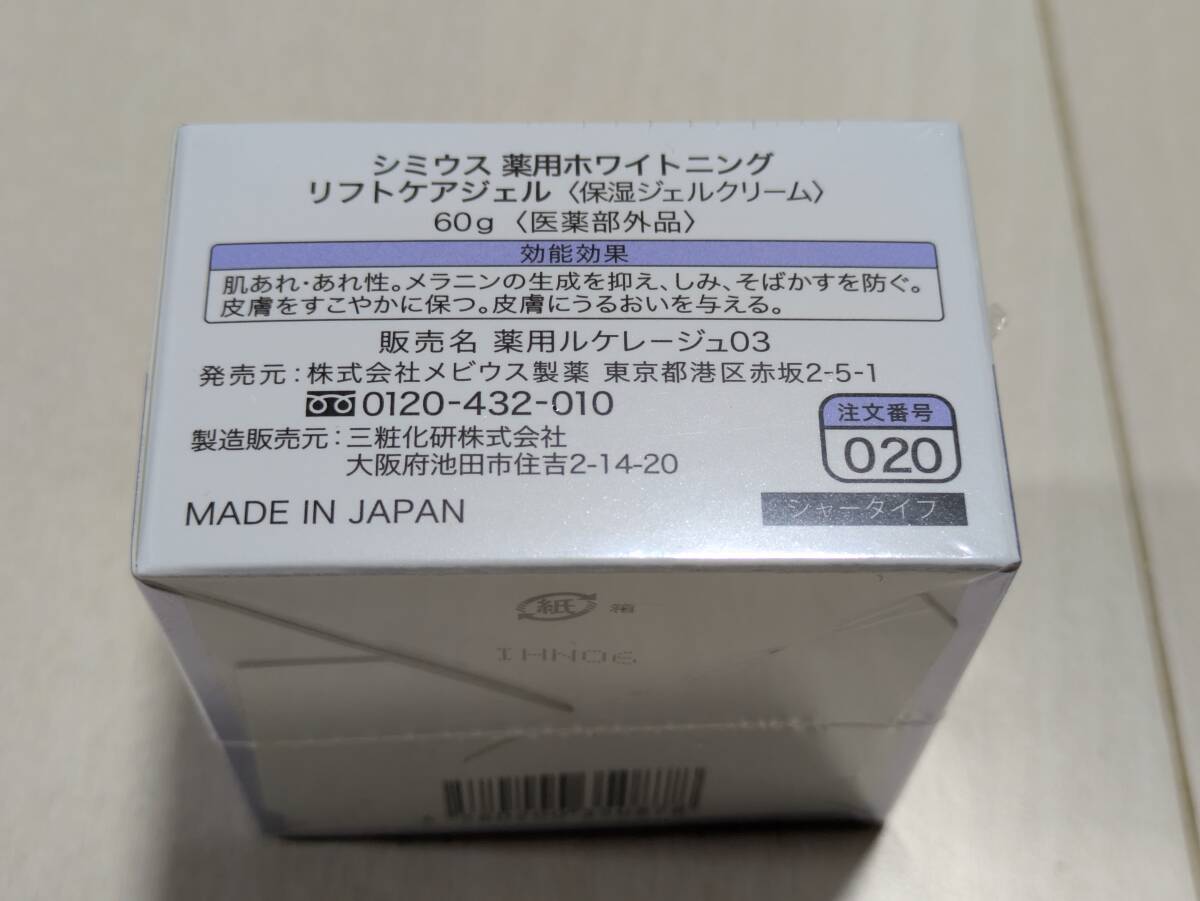 シミウス 薬用ホワイトニング
リフトケアジェル〈保湿ジェルクリーム〉
60g〈医薬部外品〉
効能効果
肌あれ・あれ性。メラニンの生成を抑え、しみ、そばかすを防ぐ。
皮膚をすこやかに保つ。皮膚にうるおいを与える。
販売名 薬用ルケレージュ03
発売元:株式会社メビウス製薬 東京都港区赤坂2-5-1
0120-432-010
製造販売元:三粧化研株式会社
大阪府池田市住吉2-14-20
注文番号
020
MADE IN JAPAN
ジャータイプ
紙 箱